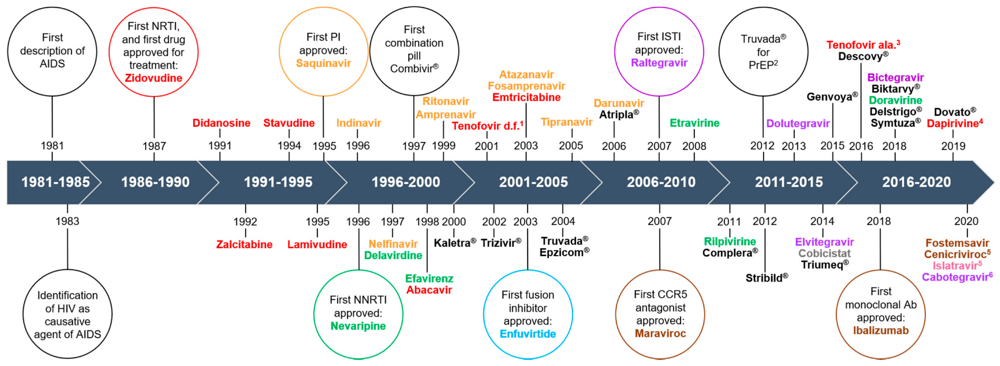 First
description of
AIDS
1981
First NRTI,
and first drug
approved for
treatment:
Zidovudine
1987
Didanosine
1991
Stavudine
1994
First PI
approved:
Saquinavir
1995
Indinavir
1996
First
combination
pill
Combivir®
1997
Ritonavir
Amprenavir
1999
Tenofovir d.f.¹
2001
Atazanavir
Fosamprenavir
Emtricitabine
2003
Tipranavir
2005
Darunavir
Atripla®
2006
First ISTI
approved:
Raltegravir
2007
Etravirine
2008
Truvada®
for
PrEP²
2012
Dolutegravir
2013
Genvoya®
2015
Tenofovir ala.³
Descovy®
2016
Bictegravir
Biktarvy®
Doravirine
Delstrigo®
Symtuza®
2018
Dovato®
Dapirivine⁴
2019
1981-1985
1986-1990
1991-1995
1996-2000
2001-2005
2006-2010
2011-2015
2016-2020
1983
Identification
of HIV as
causative
agent of AIDS
1992
Zalcitabine
1995
Lamivudine
1996
First NNRTI
approved:
Nevaripine
1997
Nelfinavir
Delavirdine
1998
Efavirenz
Abacavir
2000
Kaletra®
2002
Trizivir®
2003
First fusion
inhibitor
approved:
Enfuvirtide
2004
Truvada®
Epzicom®
2007
First CCR5
antagonist
approved:
Maraviroc
2011
Rilpivirine
Complera®
2012
Stribild®
2014
Elvitegravir
Cobicistat
Triumeq®
2018
First
monoclonal Ab
approved:
Ibalizumab
2020
Fostemsavir
Cenicriviroc⁵
Islatravir⁵
Cabotegravir⁶